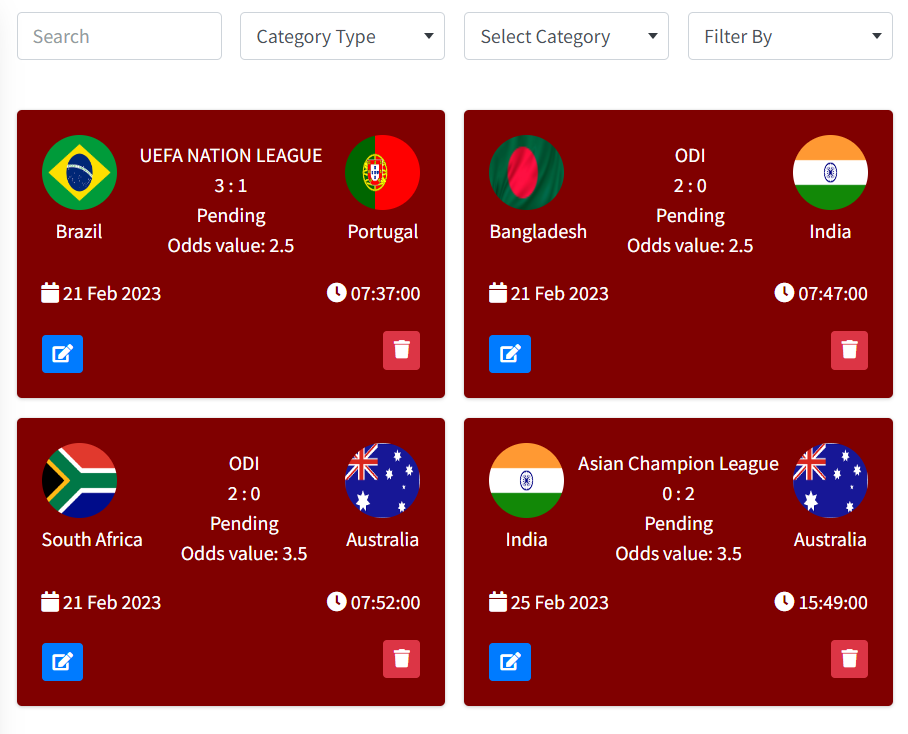 Search
Category Type
Select Category
Filter By
UEFA NATION LEAGUE
3 : 1
Pending
Odds value: 2.5
Brazil
Portugal
21 Feb 2023
07:37:00
ODI
2 : 0
Pending
Odds value: 2.5
Bangladesh
India
21 Feb 2023
07:47:00
ODI
2 : 0
Pending
Odds value: 3.5
South Africa
Australia
21 Feb 2023
07:52:00
Asian Champion League
0 : 2
Pending
Odds value: 3.5
India
Australia
25 Feb 2023
15:49:00